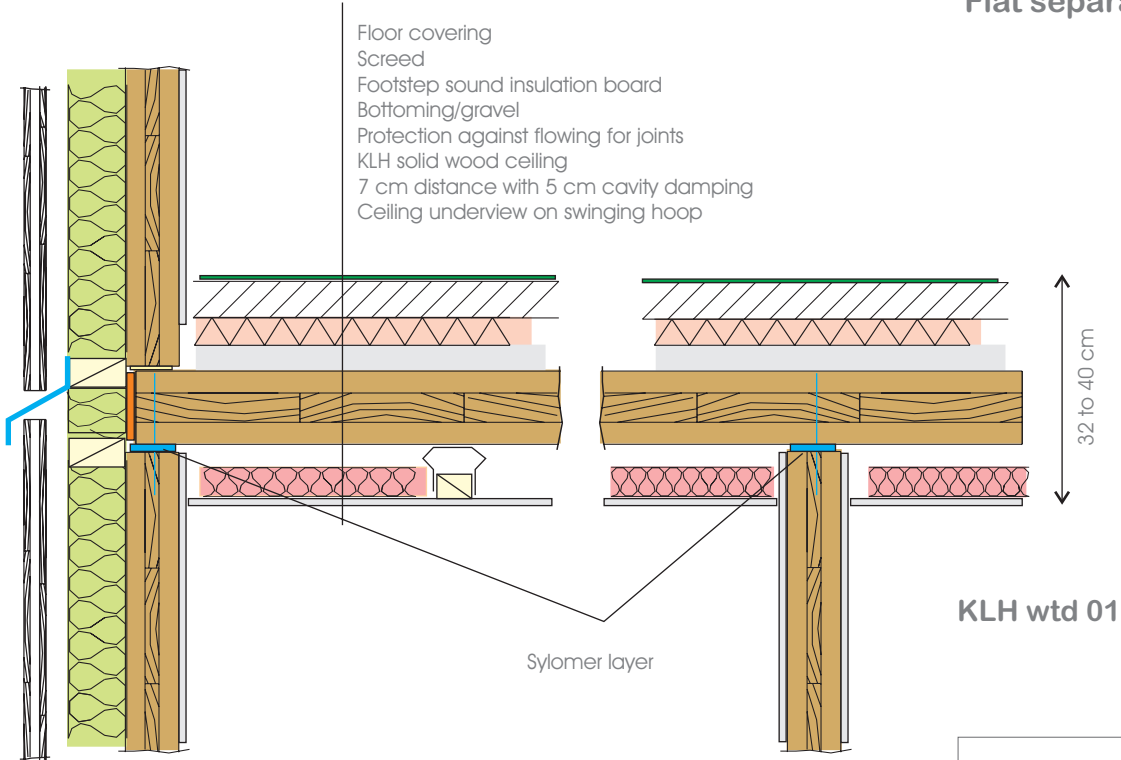 Flat separa
Floor covering
Screed
Footstep sound insulation board
Bottoming/gravel
Protection against flowing for joints
KLH solid wood ceiling
7 cm distance with 5 cm cavity damping
Ceiling underview on swinging hoop
32 to 40 cm
KLH wtd 01
Sylomer layer